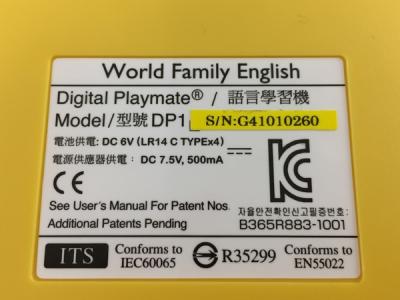 World Family English
Digital Playmate® / 語言學習機
Model/型號 DP1
S/N:G41010260
電池供電: DC 6V (LR14 C TYPEx4)
電源供應器供電: DC 7.5V, 500mA
CE
See User's Manual For Patent Nos.
Additional Patents Pending
자율안전확인신고필증번호:
B365R883-1001
ITS
Conforms to
IEC60065
R35299
Conforms to
EN55022